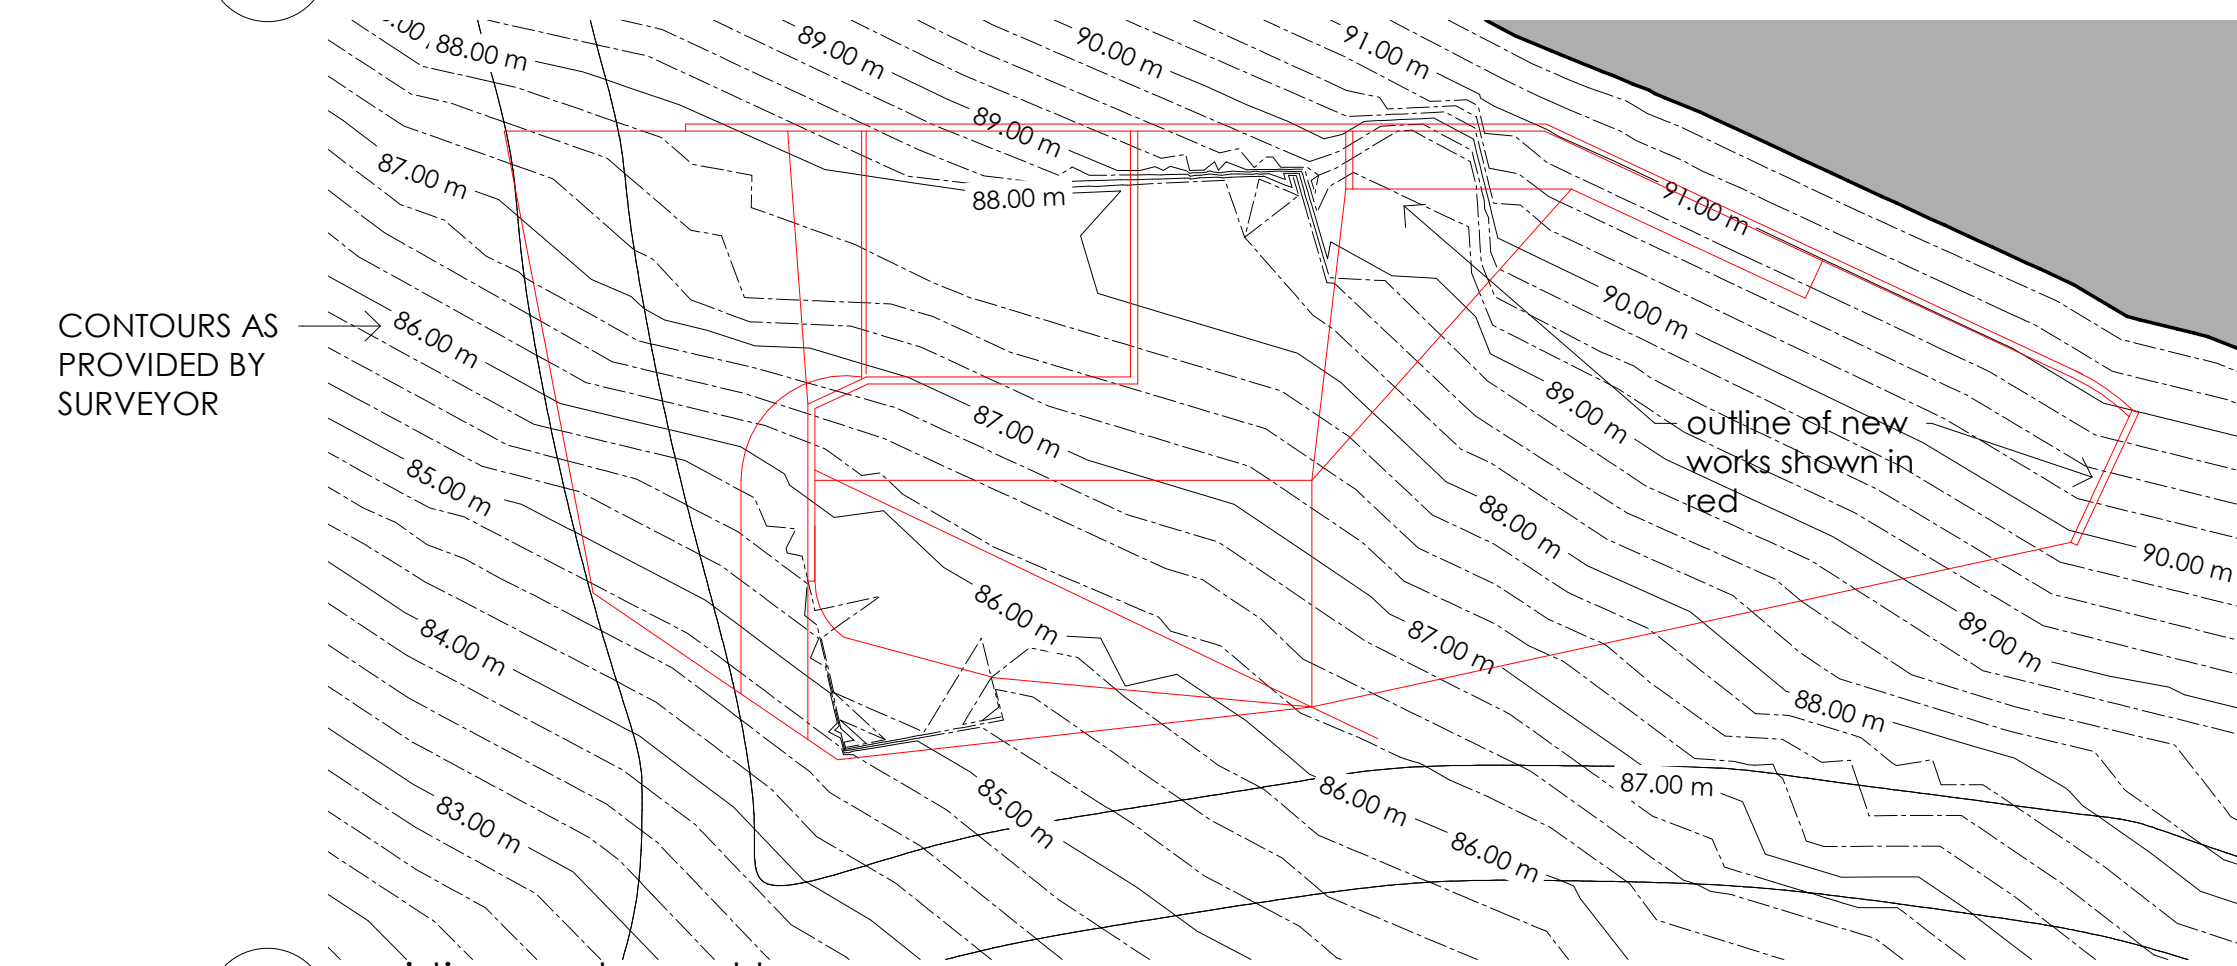 88.00 m
89.00 m
90.00 m
91.00 m
89.00 m
87.00 m
88.00 m
91.00 m
CONTOURS AS
PROVIDED BY
SURVEYOR
86.00 m
90.00 m
87.00 m
89.00 m
outline of new
works shown in
red
85.00 m
88.00 m
90.00 m
84.00 m
86.00 m
87.00 m
89.00 m
88.00 m
83.00 m
85.00 m
86.00 m
87.00 m
86.00 m